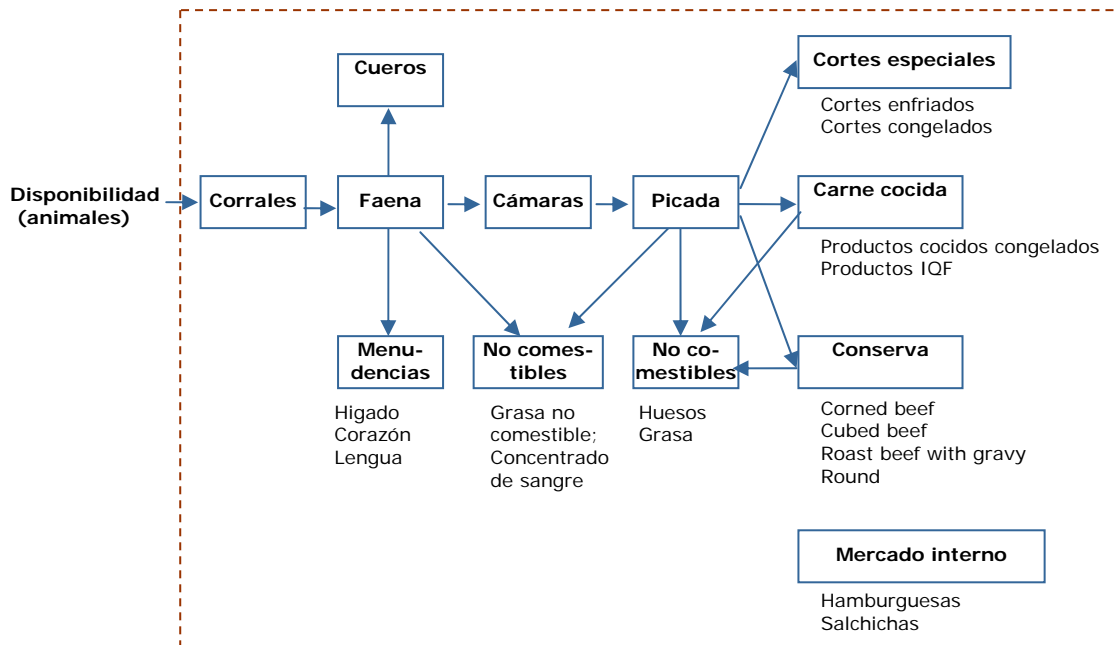 Cueros
Cortes especiales
Cortes enfriados
Cortes congelados
Disponibilidad
(animales)
Corrales
Faena
Cámaras
Picada
Carne cocida
Productos cocidos congelados
Productos IQF
Menu-
dencias
Higado
Corazón
Lengua
No comes-
tibles
Grasa no
comestible;
Concentrado
de sangre
No co-
mestibles
Huesos
Grasa
Conserva
Corned beef
Cubed beef
Roast beef with gravy
Round
Mercado interno
Hamburguesas
Salchichas